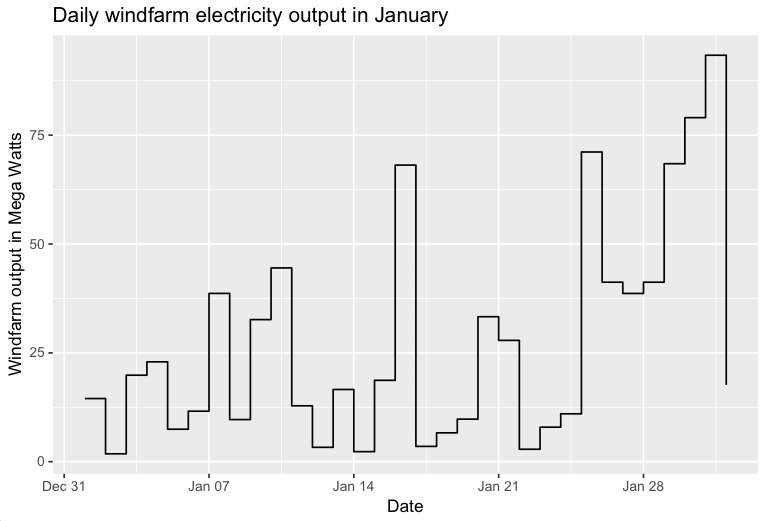 Daily windfarm electricity output in January
Windfarm output in Mega Watts
75
50
25
0
Dec 31 Jan 07 Jan 14 Jan 21 Jan 28
Date